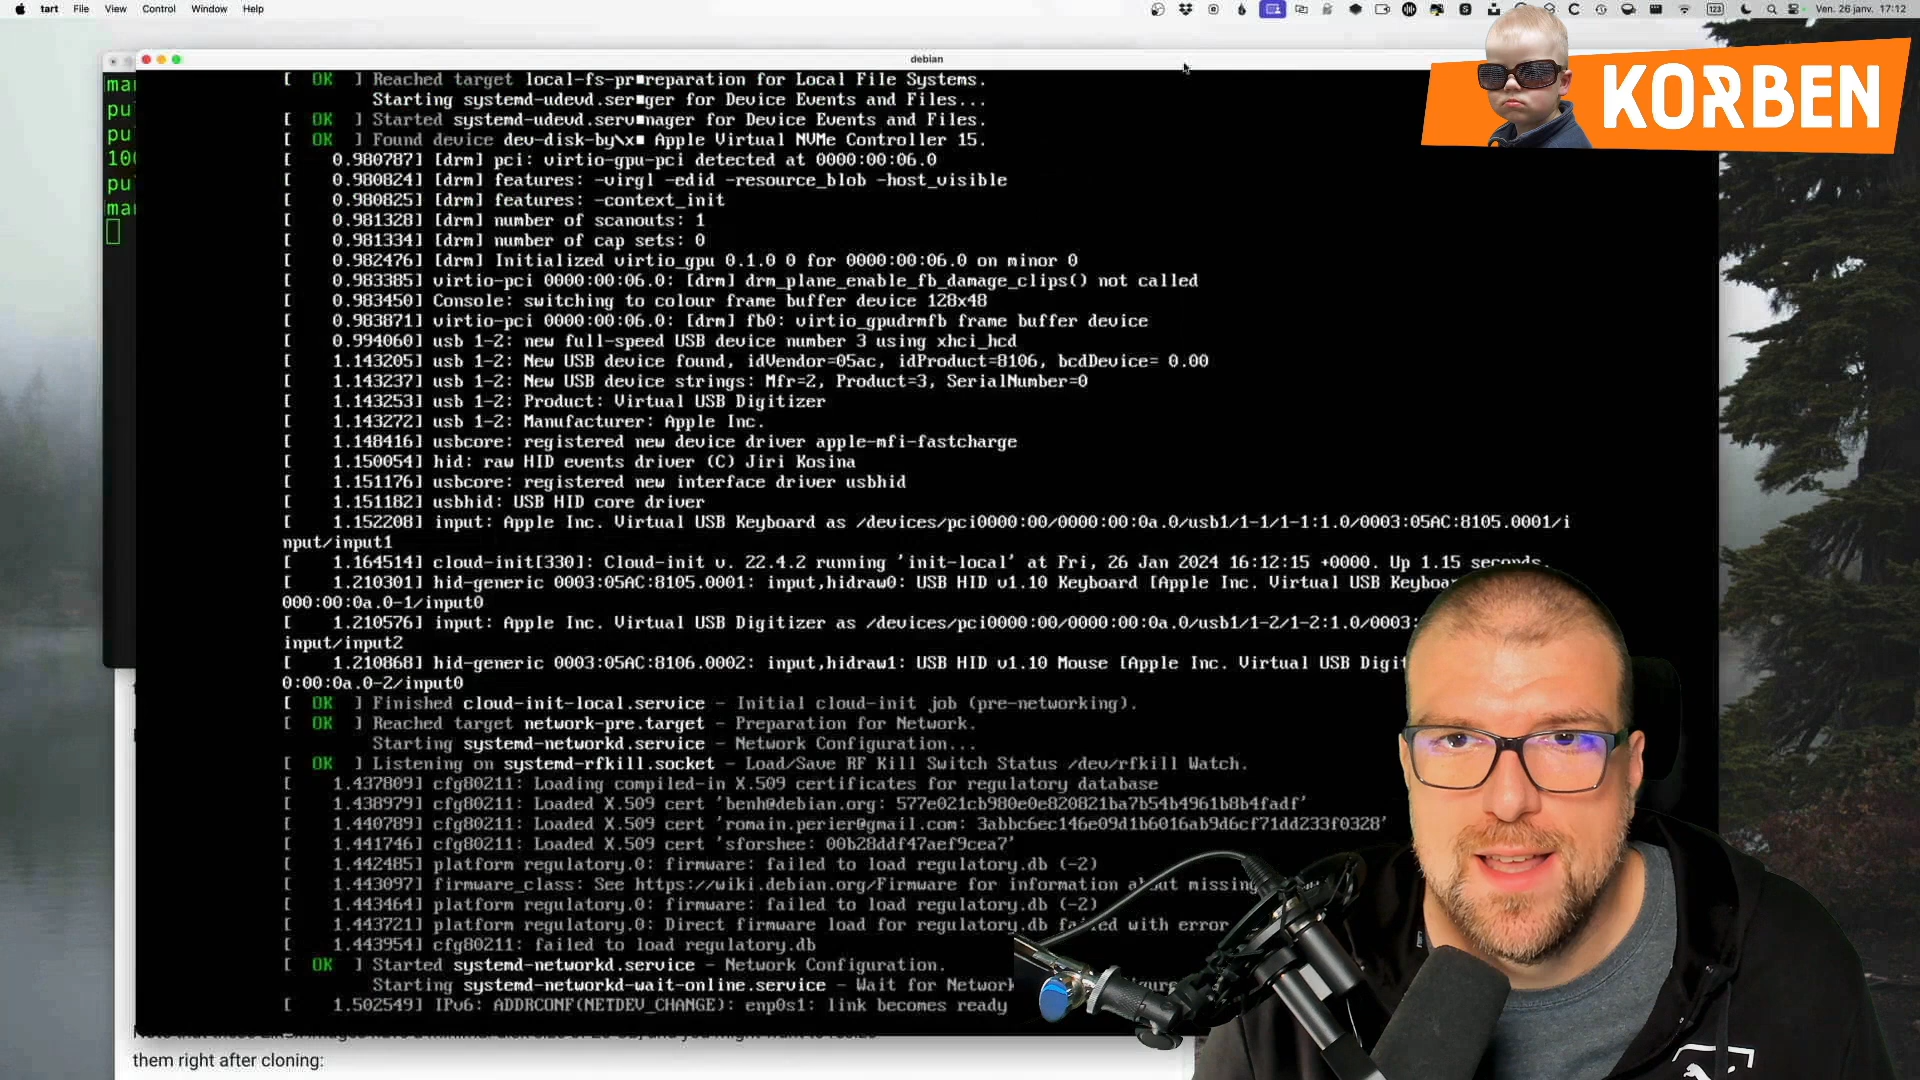 tart File View Control Window Help
Ven. 26 janv. 17:12
debian
KORBEN
[ OK ] Reached target local-fs-pr■reparation for Local File Systems.
Starting systemd-udevd.ser■ger for Device Events and Files...
[ OK ] Started systemd-udevd.serv■nager for Device Events and Files.
[ OK ] Found device dev-disk-by\x■ Apple Virtual NVMe Controller 15.
[ 0.980787] [drm] pci: virtio-gpu-pci detected at 0000:00:06.0
[ 0.980824] [drm] features: -virgl -edid -resource_blob -host_visible
[ 0.980825] [drm] features: -context_init
[ 0.981328] [drm] number of scanouts: 1
[ 0.981334] [drm] number of cap sets: 0
[ 0.982476] [drm] Initialized virtio_gpu 0.1.0 0 for 0000:00:06.0 on minor 0
[ 0.983385] virtio-pci 0000:00:06.0: [drm] drm_plane_enable_fb_damage_clips() not called
[ 0.983450] Console: switching to colour frame buffer device 128x48
[ 0.983871] virtio-pci 0000:00:06.0: [drm] fb0: virtio_gpudrmfb frame buffer device
[ 0.994060] usb 1-2: new full-speed USB device number 3 using xhci_hcd
[ 1.143205] usb 1-2: New USB device found, idVendor=05ac, idProduct=8106, bcdDevice= 0.00
[ 1.143237] usb 1-2: New USB device strings: Mfr=2, Product=3, SerialNumber=0
[ 1.143253] usb 1-2: Product: Virtual USB Digitizer
[ 1.143272] usb 1-2: Manufacturer: Apple Inc.
[ 1.148416] usbcore: registered new device driver apple-mfi-fastcharge
[ 1.150054] hid: raw HID events driver (C) Jiri Kosina
[ 1.151176] usbcore: registered new interface driver usbhid
[ 1.151182] usbhid: USB HID core driver
[ 1.152208] input: Apple Inc. Virtual USB Keyboard as /devices/pci0000:00/0000:00:0a.0/usb1/1-1/1-1:1.0/0003:05AC:8105.0001/i
nput/input1
[ 1.164514] cloud-init[330]: Cloud-init v. 22.4.2 running 'init-local' at Fri, 26 Jan 2024 16:12:15 +0000. Up 1.15 seconds.
[ 1.210301] hid-generic 0003:05AC:8105.0001: input,hidraw0: USB HID v1.10 Keyboard [Apple Inc. Virtual USB Keyboar
000:00:0a.0-1/input0
[ 1.210576] input: Apple Inc. Virtual USB Digitizer as /devices/pci0000:00/0000:00:0a.0/usb1/1-2/1-2:1.0/0003:
input/input2
[ 1.210868] hid-generic 0003:05AC:8106.0002: input,hidraw1: USB HID v1.10 Mouse [Apple Inc. Virtual USB Digit
0:00:0a.0-2/input0
[ OK ] Finished cloud-init-local.service - Initial cloud-init job (pre-networking).
[ OK ] Reached target network-pre.target - Preparation for Network.
Starting systemd-networkd.service - Network Configuration...
[ OK ] Listening on systemd-rfkill.socket - Load/Save RF Kill Switch Status /dev/rfkill Watch.
[ 1.437809] cfg80211: Loading compiled-in X.509 certificates for regulatory database
[ 1.438979] cfg80211: Loaded X.509 cert 'benh@debian.org: 577e021cb980e0e820821ba7b54b4961b8b4fadf'
[ 1.440789] cfg80211: Loaded X.509 cert 'romain.perier@gmail.com: 3abbc6ec146e09d1b6016ab9d6cf71dd233f0328'
[ 1.441746] cfg80211: Loaded X.509 cert 'sforshee: 00b28ddf47aef9cea7'
[ 1.442485] platform regulatory.0: firmware: failed to load regulatory.db (-2)
[ 1.443097] firmware_class: See https://wiki.debian.org/Firmware for information about missing
[ 1.443464] platform regulatory.0: firmware: failed to load regulatory.db (-2)
[ 1.443721] platform regulatory.0: Direct firmware load for regulatory.db failed with error
[ 1.443954] cfg80211: failed to load regulatory.db
[ OK ] Started systemd-networkd.service - Network Configuration.
Starting systemd-networkd-wait-online.service - Wait for Network
[ 1.502549] IPv6: ADDRCONF(NETDEV_CHANGE): enp0s1: link becomes ready
them right after cloning: